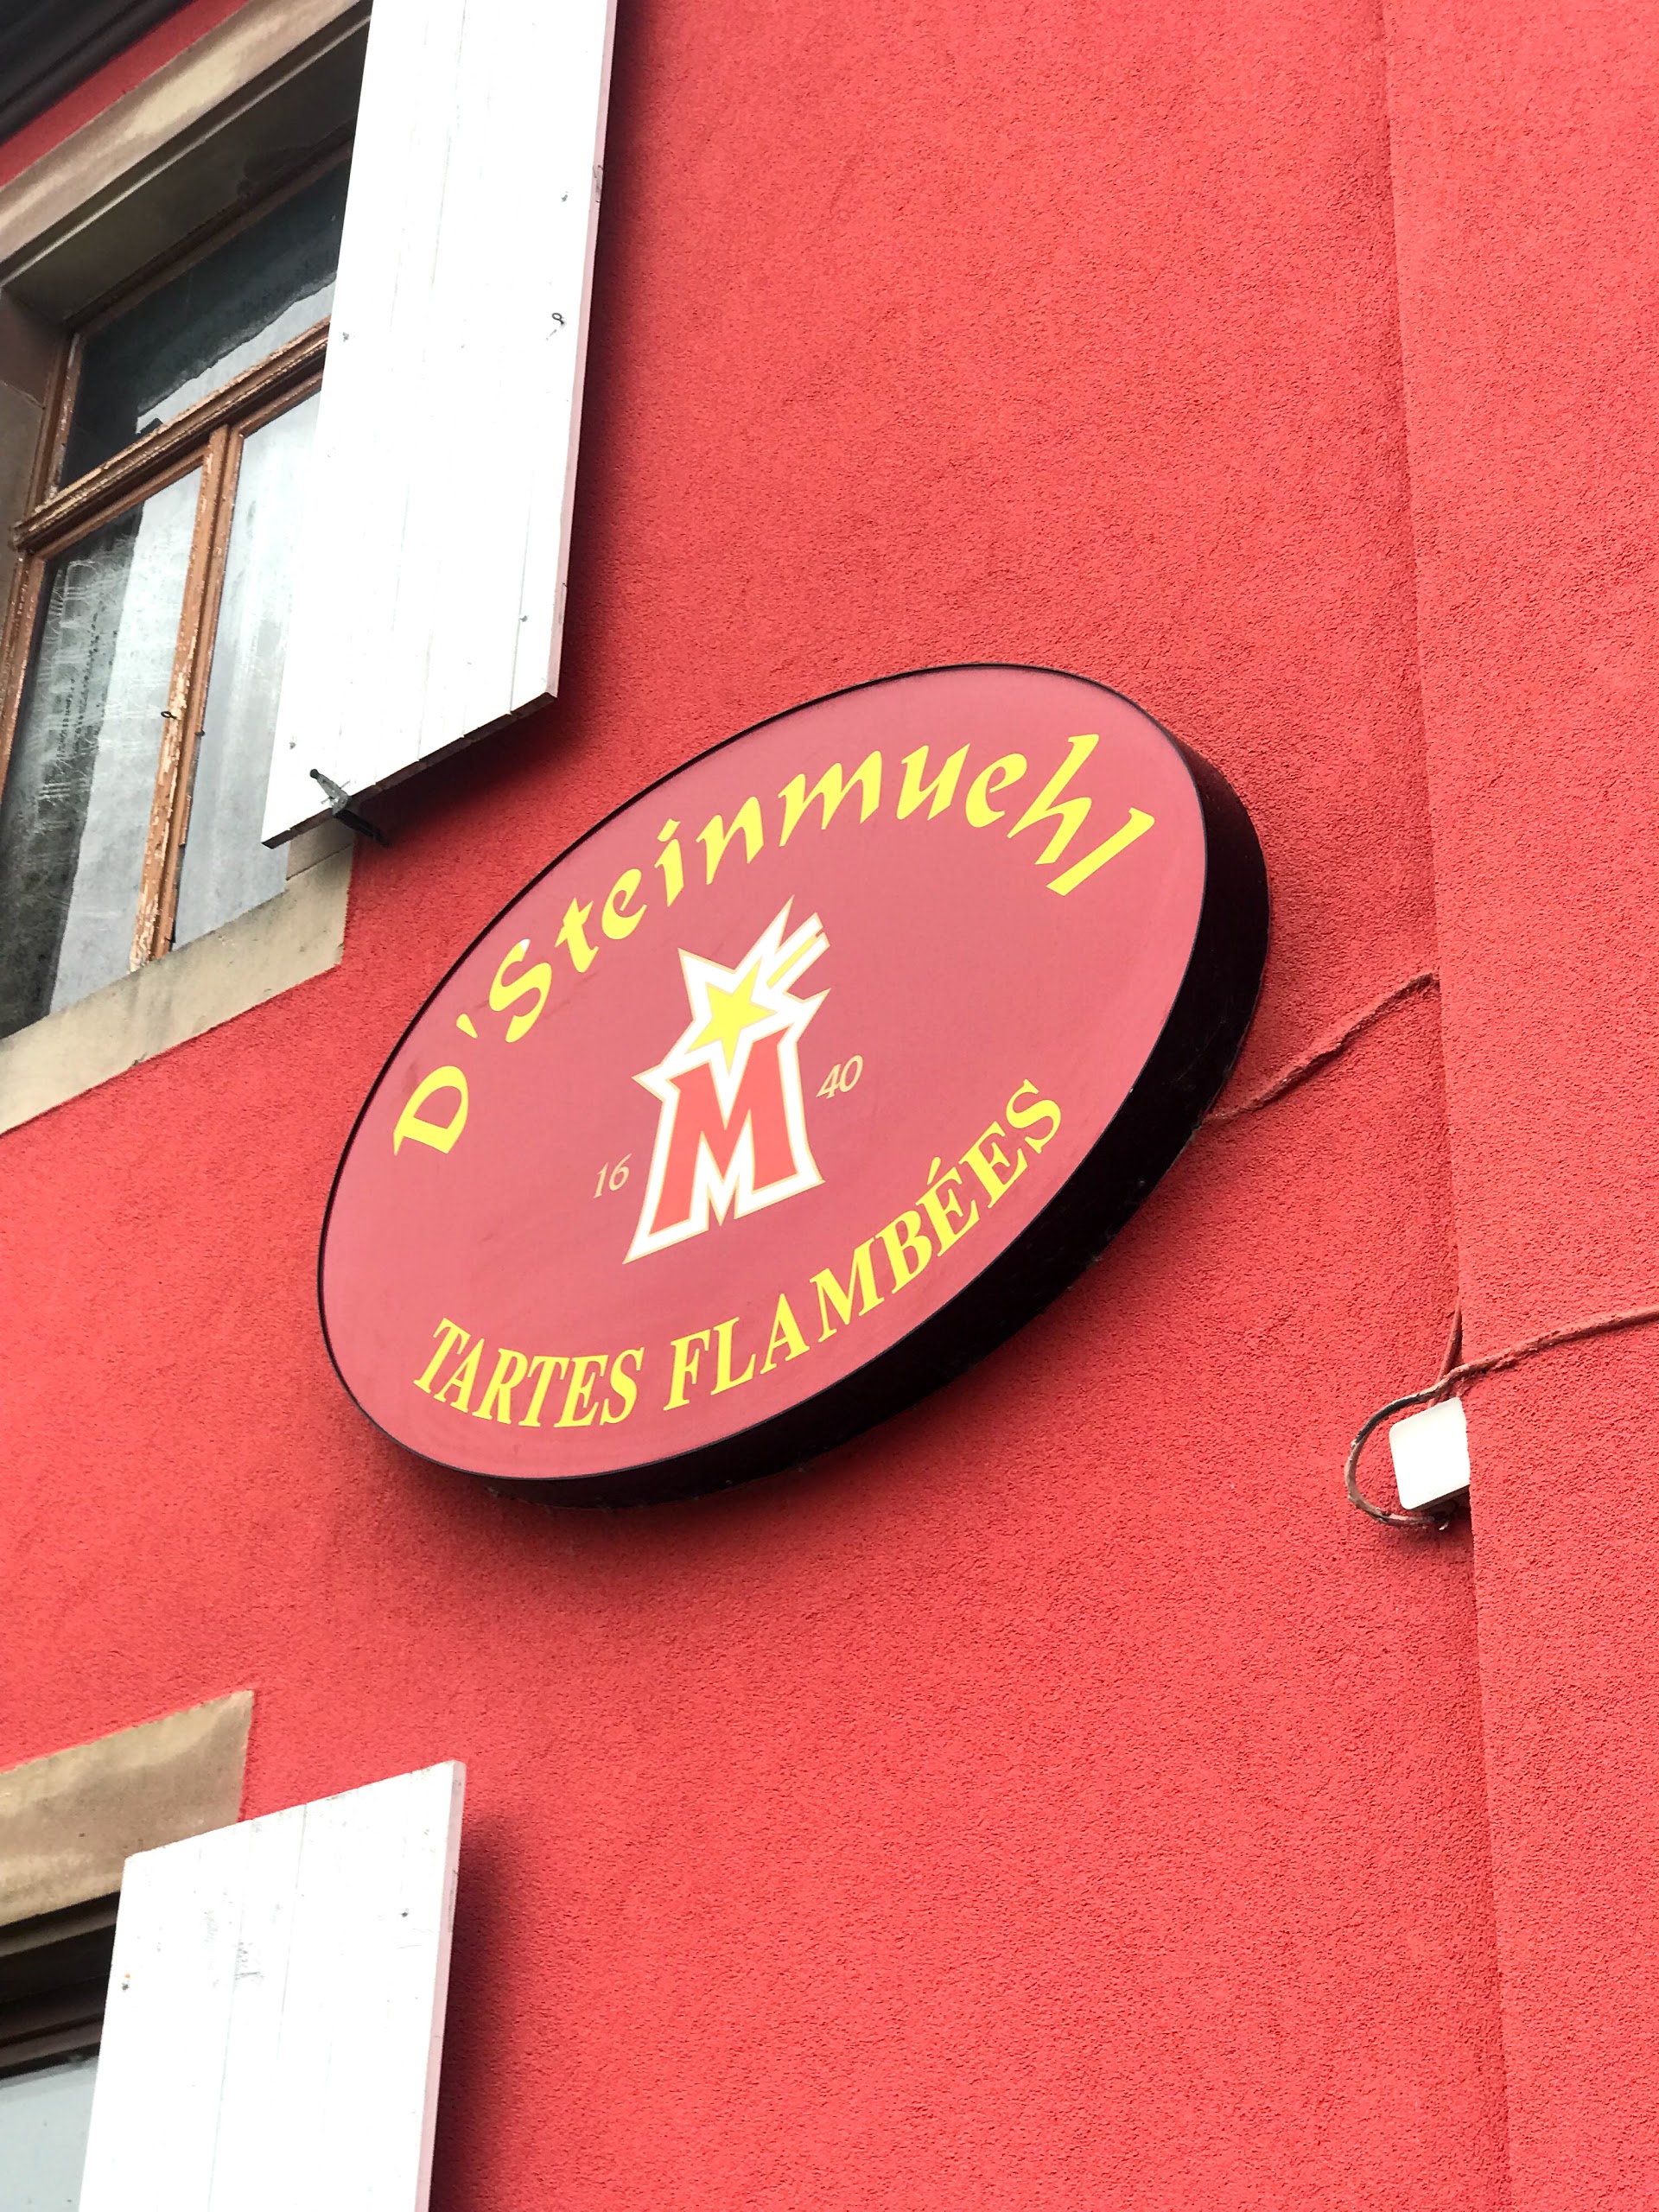 D'Steinmuehl
M
16 40
TARTES FLAMBÉES